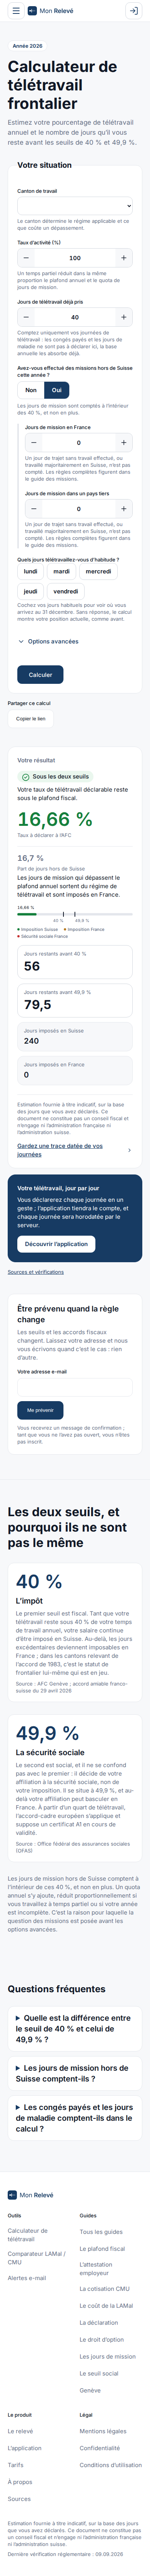 Mon Relevé
Année 2026
Calculateur de
télétravail
frontalier
Estimez votre pourcentage de télétravail
annuel et le nombre de jours qu'il vous
reste sous les seuils de 40 % et 49,9 %.
Votre situation
Canton de travail
Le canton détermine le régime applicable et ce
que coûte un dépassement.
Taux d'activité (%)
100
Un temps partiel réduit dans la même
proportion le plafond annuel et le quota de
jours de mission.
Jours de télétravail déjà pris
40
Comptez uniquement vos journées de
télétravail : les congés payés et les jours de
maladie ne sont pas à déclarer ici, la base
annuelle les absorbe déjà.
Avez-vous effectué des missions hors de Suisse
cette année ?
Non
Oui
Les jours de mission sont comptés à l'intérieur
des 40 %, et non en plus.
Jours de mission en France
0
Un jour de trajet sans travail effectué, ou
travaillé majoritairement en Suisse, n'est pas
compté. Les règles complètes figurent dans
le guide des missions.
Jours de mission dans un pays tiers
0
Un jour de trajet sans travail effectué, ou
travaillé majoritairement en Suisse, n'est pas
compté. Les règles complètes figurent dans
le guide des missions.
Quels jours télétravaillez-vous d'habitude ?
lundi
mardi
mercredi
jeudi
vendredi
Cochez vos jours habituels pour voir où vous
arrivez au 31 décembre. Sans rien cocher, le calcul
montre votre position actuelle, comme avant.
Options avancées
Calculer
Partager ce calcul
Copier le lien
Votre résultat
Sous les deux seuils
Votre taux de télétravail déclarable reste
sous le plafond fiscal.
16,66 %
Taux à déclarer à l'AFC
16,7 %
Part de jours hors de Suisse
Les jours de mission qui dépassent le
plafond annuel sortent du régime de
télétravail et sont imposés en France.
16,66 %
40 %
49,9 %
Imposition Suisse
Imposition France
Sécurité sociale France
Jours restants avant 40 %
56
Jours restants avant 49,9 %
79,5
Jours imposés en Suisse
240
Jours imposés en France
0
Estimation fournie à titre indicatif, sur la base
des jours que vous avez déclarés. Ce
document ne constitue pas un conseil fiscal et
n'engage ni l'administration française ni
l'administration suisse.
Gardez une trace datée de vos
journées
Votre télétravail, jour par jour
Vous déclarerez chaque journée en un
geste ; l'application tiendra le compte, et
chaque journée sera horodatée par le
serveur.
Découvrir l'application
Sources et vérifications
Être prévenu quand la règle
change
Les seuils et les accords fiscaux
changent. Laissez votre adresse et nous
vous écrirons quand c'est le cas : rien
d'autre.
Votre adresse e-mail
Me prévenir
Vous recevrez un message de confirmation ;
tant que vous ne l'avez pas ouvert, vous n'êtes
pas inscrit.
Les deux seuils, et
pourquoi ils ne sont
pas le même
40 %
L'impôt
Le premier seuil est fiscal. Tant que votre
télétravail reste sous 40 % de votre temps
de travail annuel, votre salaire continue
d'être imposé en Suisse. Au-delà, les jours
excédentaires deviennent imposables en
France ; dans les cantons relevant de
l'accord de 1983, c'est le statut de
frontalier lui-même qui est en jeu.
Source : AFC Genève ; accord amiable franco-
suisse du 29 avril 2026
49,9 %
La sécurité sociale
Le second est social, et il ne se confond
pas avec le premier : il décide de votre
affiliation à la sécurité sociale, non de
votre imposition. Il se situe à 49,9 %, et au-
delà votre affiliation peut basculer en
France. À partir d'un quart de télétravail,
l'accord-cadre européen s'applique et
suppose un certificat A1 en cours de
validité.
Source : Office fédéral des assurances sociales
(OFAS)
Les jours de mission hors de Suisse comptent
à l'intérieur de ces 40 %, et non en plus. Un quota
annuel s'y ajoute, réduit proportionnellement si
vous travaillez à temps partiel ou si votre année
est incomplète. C'est la raison pour laquelle la
question des missions est posée avant les
options avancées.
Questions fréquentes
Quelle est la différence entre
le seuil de 40 % et celui de
49,9 % ?
Les jours de mission hors de
Suisse comptent-ils ?
Les congés payés et les jours
de maladie comptent-ils dans le
calcul ?
Mon Relevé
Outils
Calculateur de
télétravail
Comparateur LAMal /
CMU
Alertes e-mail
Guides
Tous les guides
Le plafond fiscal
L'attestation
employeur
La cotisation CMU
Le coût de la LAMal
La déclaration
Le droit d'option
Les jours de mission
Le seuil social
Genève
Le produit
Le relevé
L'application
Tarifs
À propos
Sources
Légal
Mentions légales
Confidentialité
Conditions d'utilisation
Estimation fournie à titre indicatif, sur la base des jours
que vous avez déclarés. Ce document ne constitue pas un
conseil fiscal et n'engage ni l'administration française
ni l'administration suisse.
Dernière vérification réglementaire : 08.09.2026